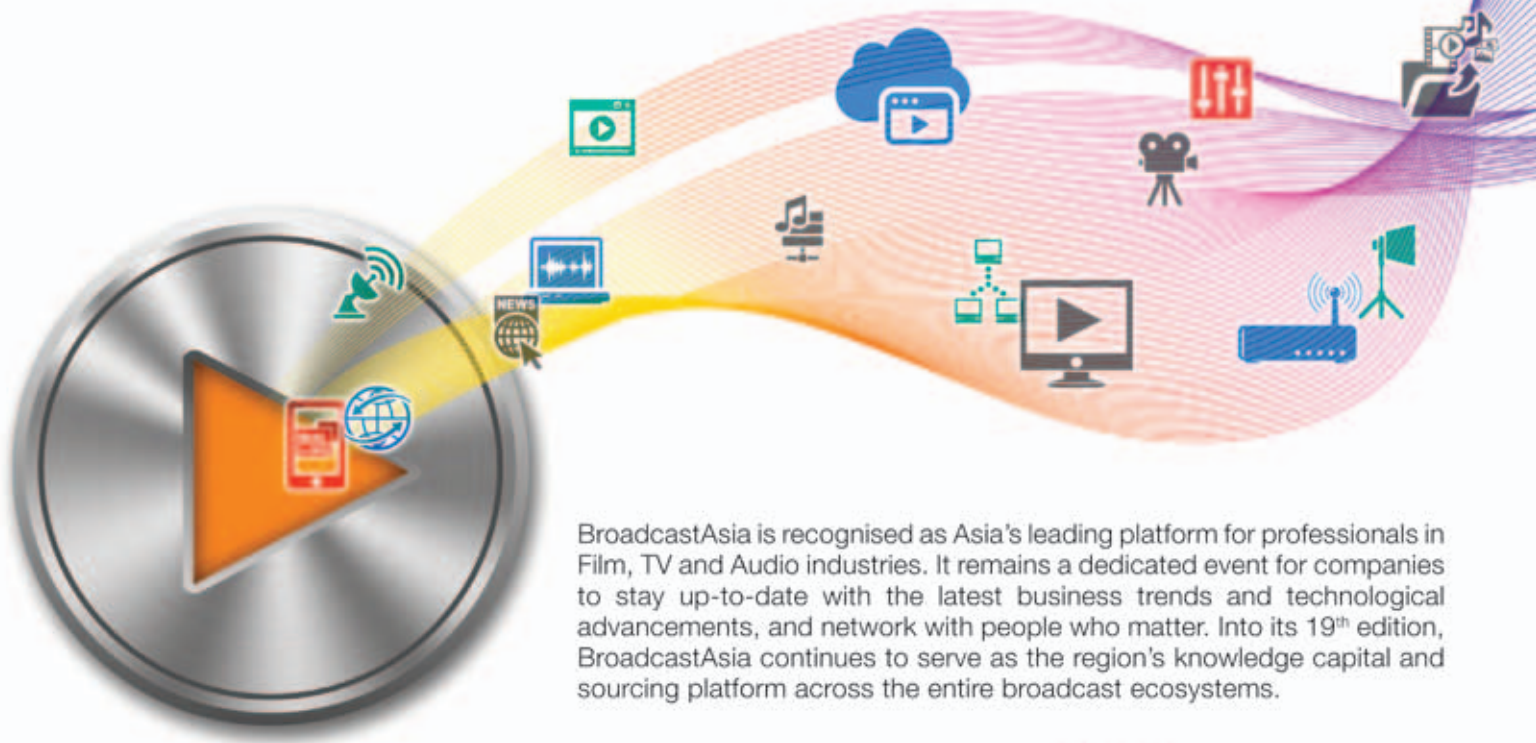 NEWS
BroadcastAsia is recognised as Asia's leading platform for professionals in
Film, TV and Audio industries. It remains a dedicated event for companies
to stay up-to-date with the latest business trends and technological
advancements, and network with people who matter. Into its 19th edition,
BroadcastAsia continues to serve as the region's knowledge capital and
sourcing platform across the entire broadcast ecosystems.